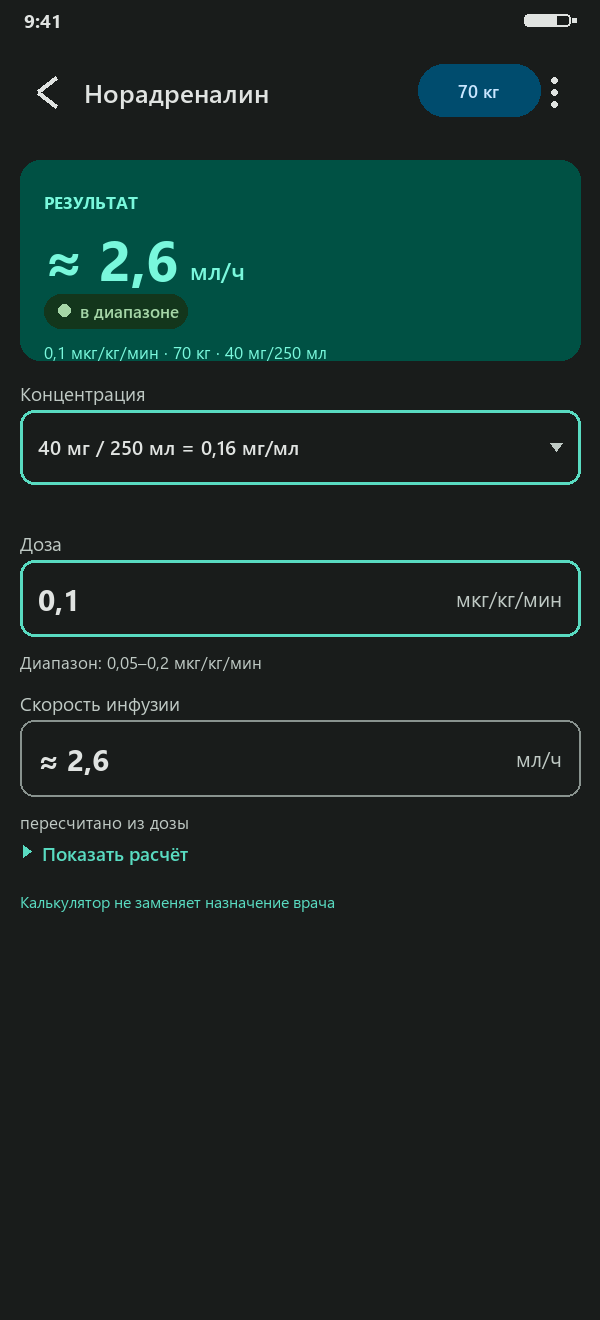 9:41
Норадреналин
70 кг
РЕЗУЛЬТАТ
≈ 2,6 мл/ч
в диапазоне
0,1 мкг/кг/мин · 70 кг · 40 мг/250 мл
Концентрация
40 мг / 250 мл = 0,16 мг/мл
Доза
0,1 мкг/кг/мин
Диапазон: 0,05–0,2 мкг/кг/мин
Скорость инфузии
≈ 2,6 мл/ч
пересчитано из дозы
Показать расчёт
Калькулятор не заменяет назначение врача